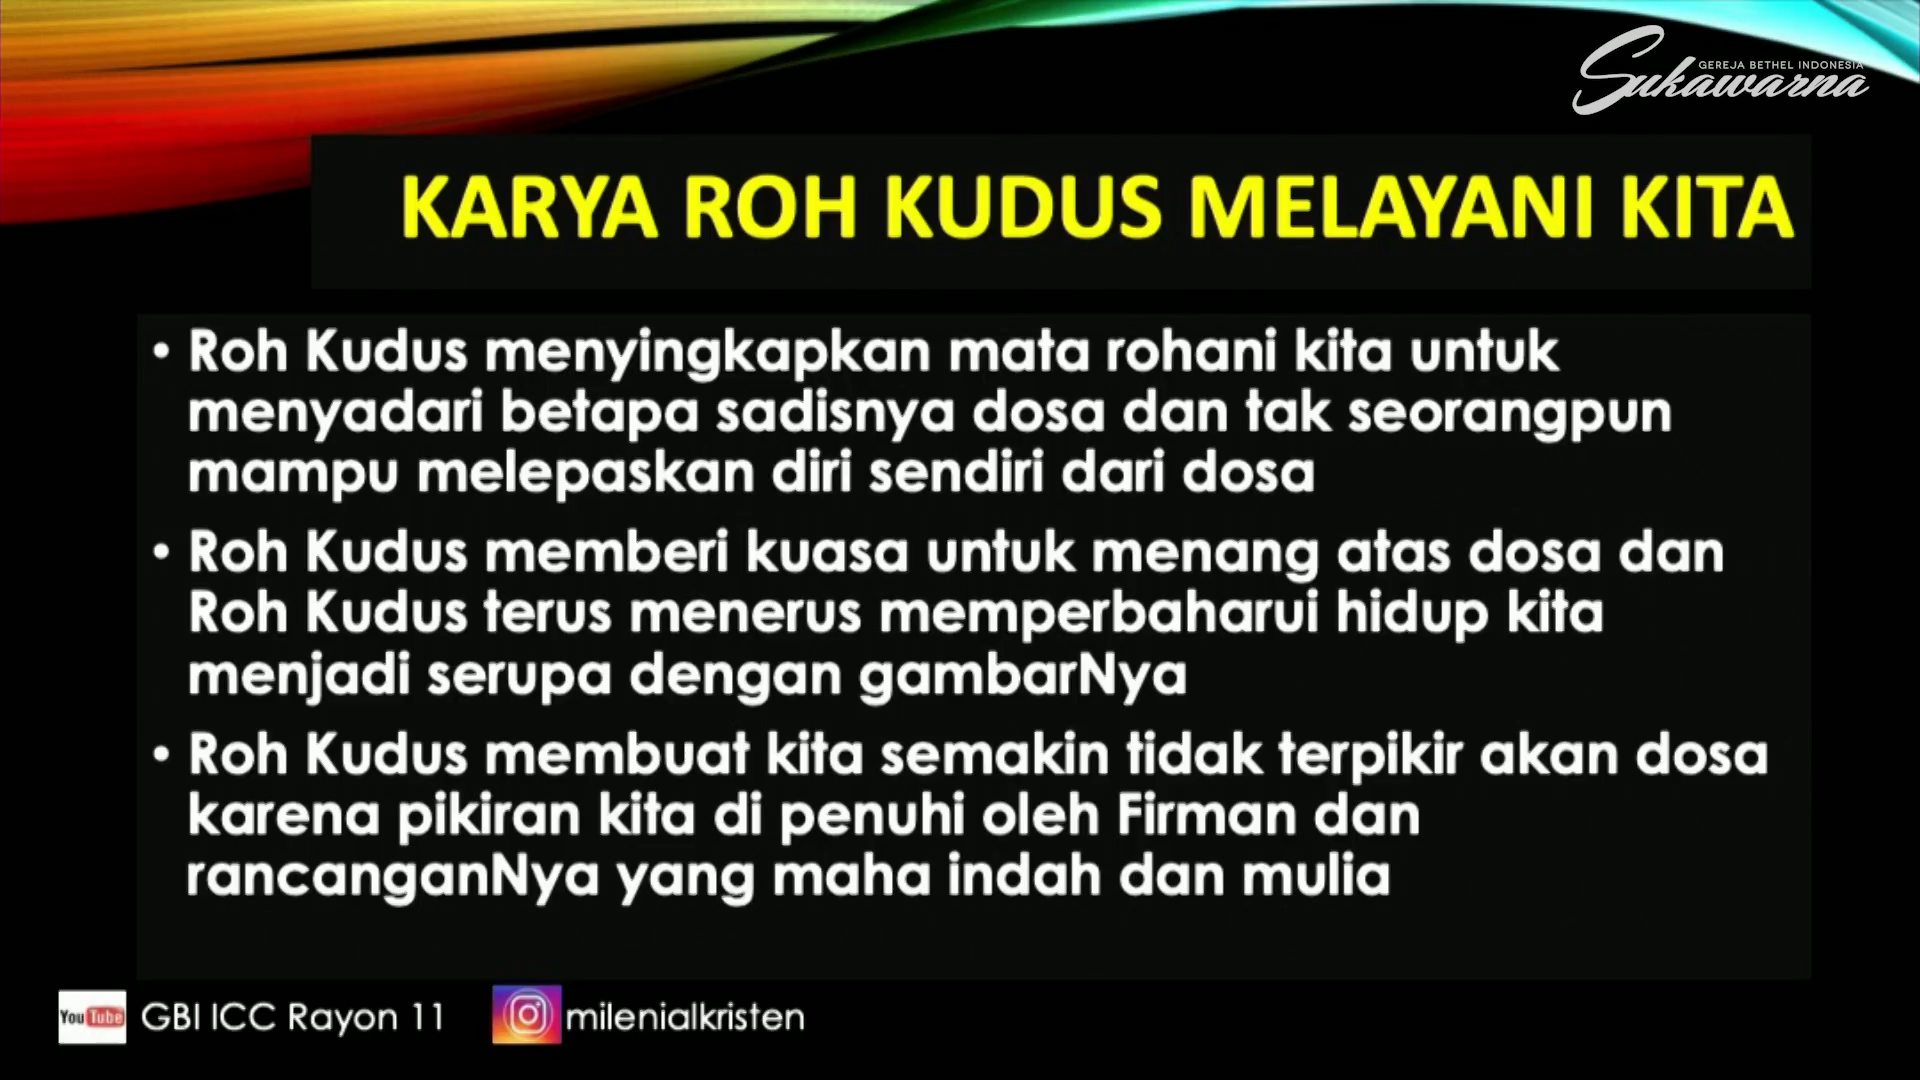 GEREJA BETHEL INDONESIA
Sukawarna
KARYA ROH KUDUS MELAYANI KITA
• Roh Kudus menyingkapkan mata rohani kita untuk
menyadari betapa sadisnya dosa dan tak seorangpun
mampu melepaskan diri sendiri dari dosa
• Roh Kudus memberi kuasa untuk menang atas dosa dan
Roh Kudus terus menerus memperbaharui hidup kita
menjadi serupa dengan gambarNya
• Roh Kudus membuat kita semakin tidak terpikir akan dosa
karena pikiran kita di penuhi oleh Firman dan
rancanganNya yang maha indah dan mulia
YouTube GBI ICC Rayon 11 milenialkristen